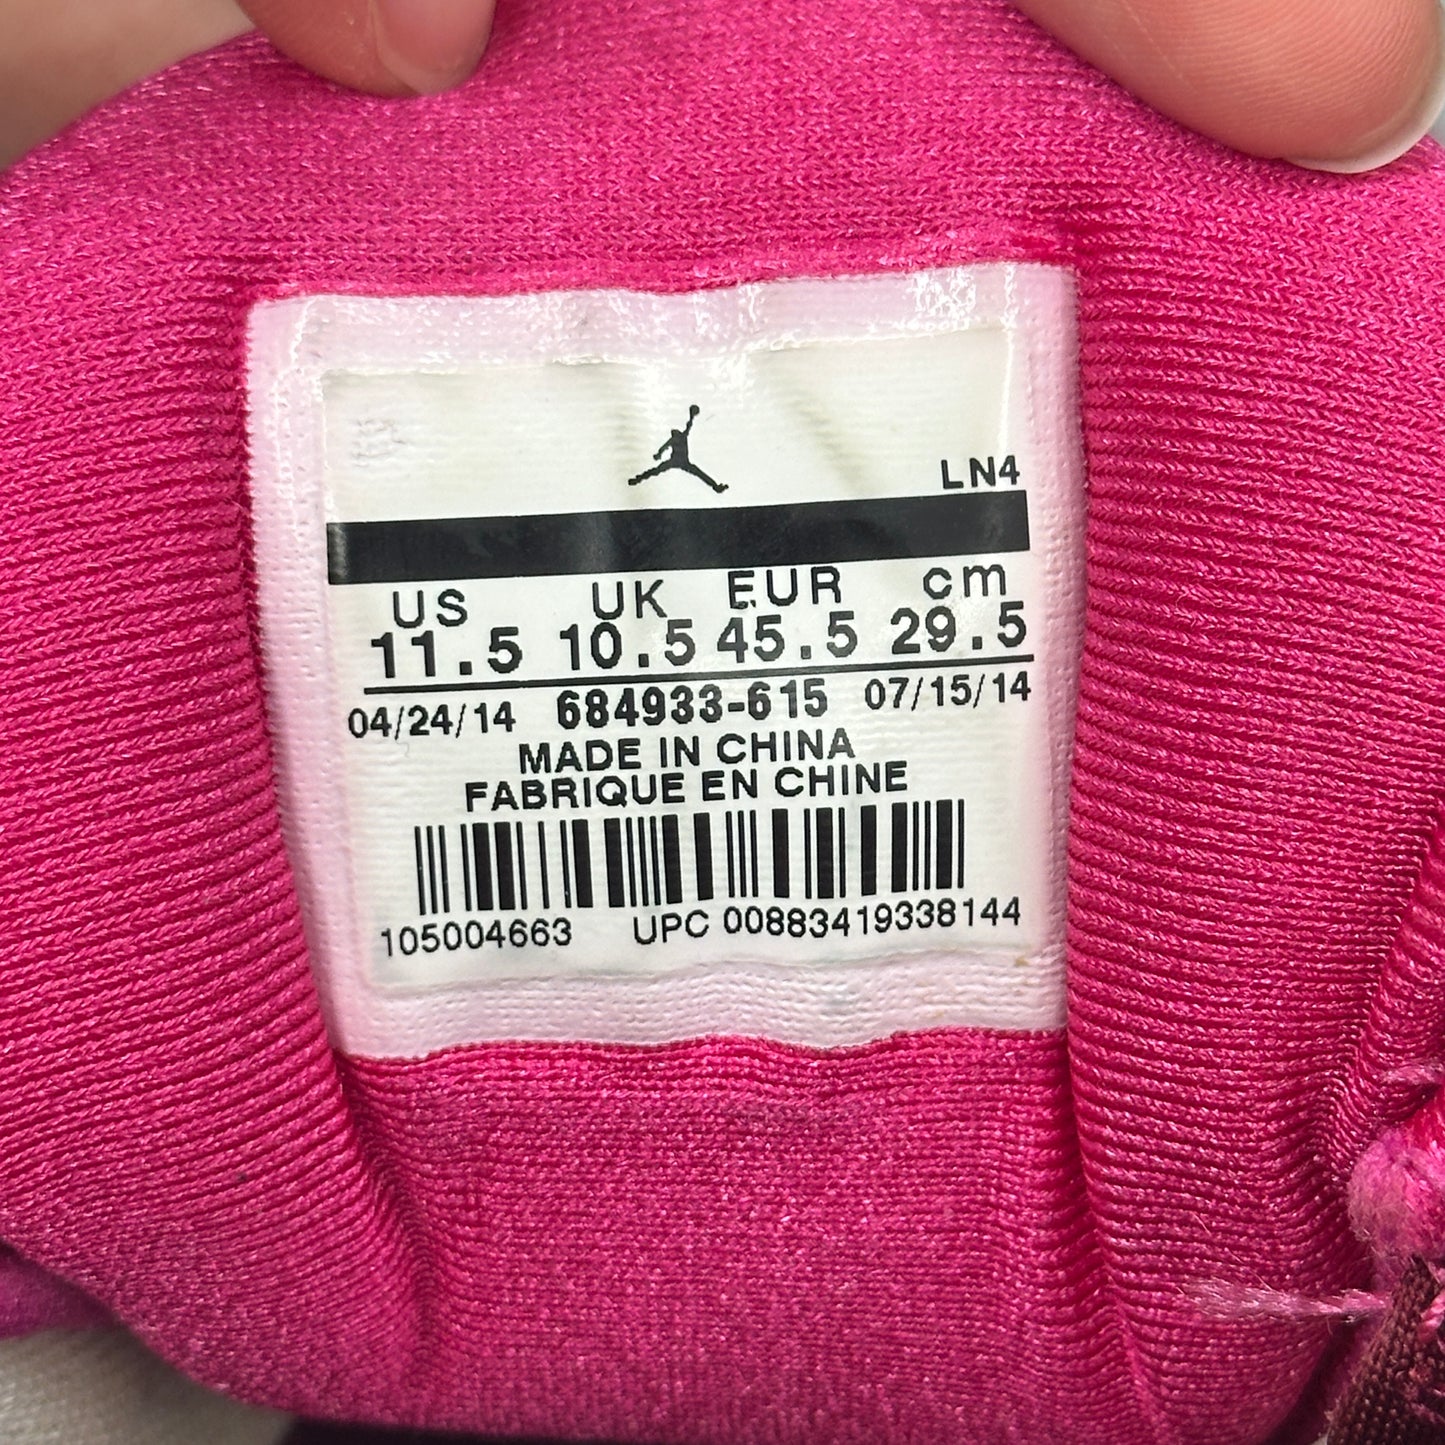 LN4
US UK EUR cm
11.5 10.5 45.5 29.5
04/24/14 684933-615 07/15/14
MADE IN CHINA
FABRIQUE EN CHINE
105004663 UPC 00883419338144